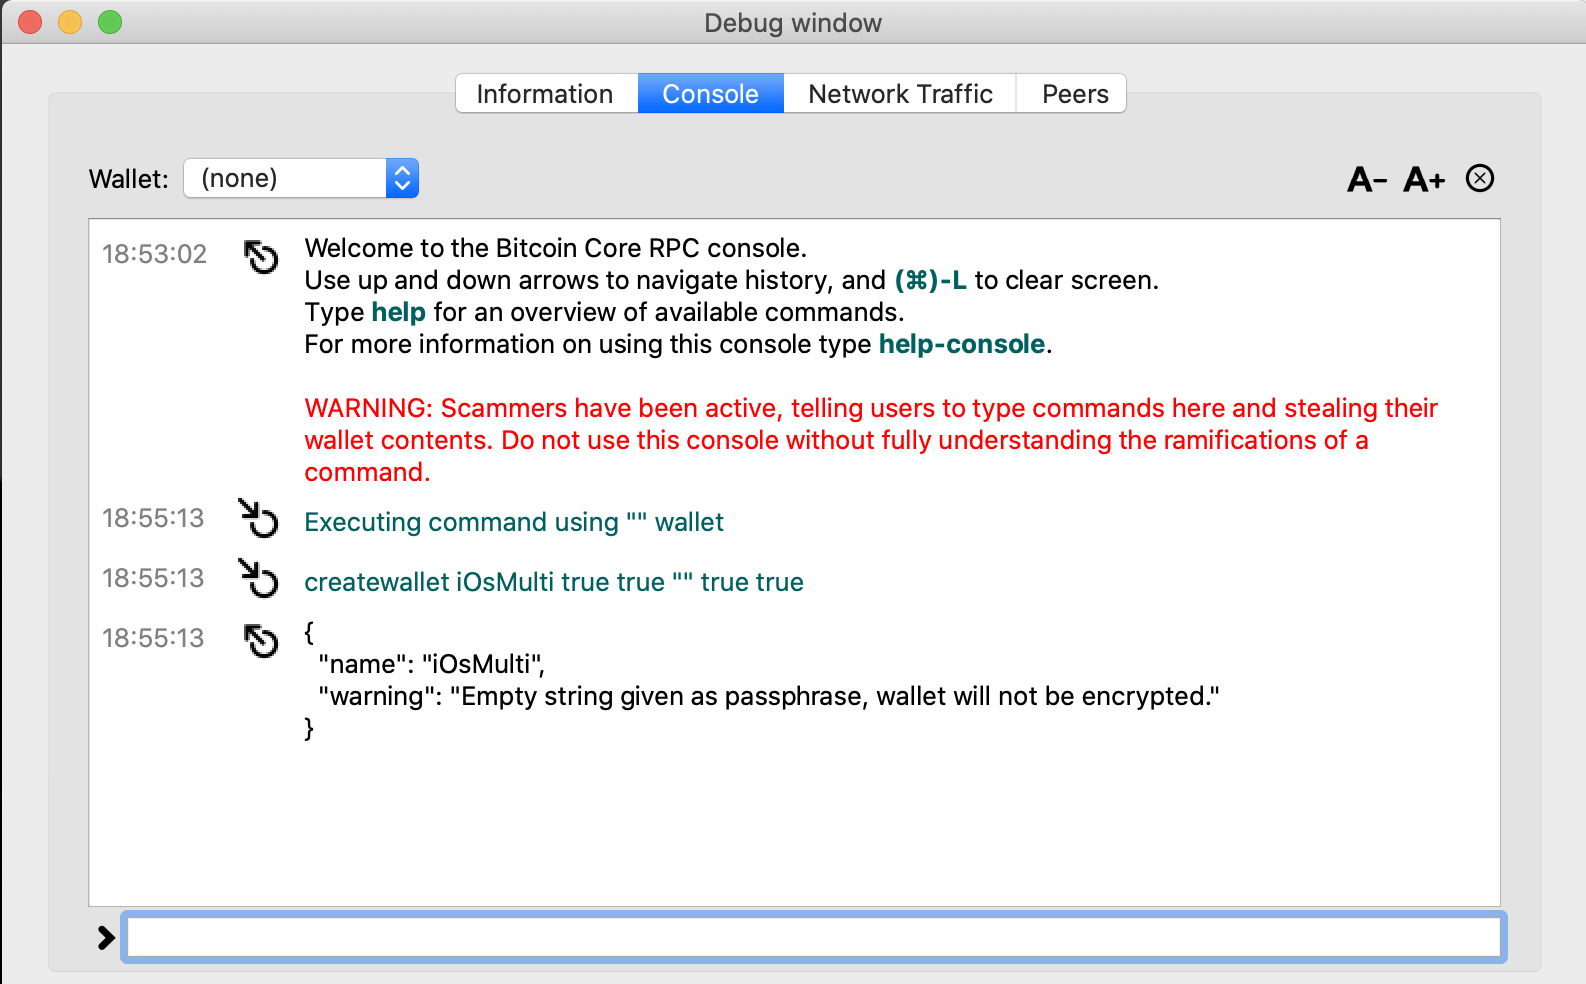 Debug window
Information Console Network Traffic Peers
Wallet: (none) A- A+
18:53:02 Welcome to the Bitcoin Core RPC console.
Use up and down arrows to navigate history, and (⌘)-L to clear screen.
Type help for an overview of available commands.
For more information on using this console type help-console.
WARNING: Scammers have been active, telling users to type commands here and stealing their
wallet contents. Do not use this console without fully understanding the ramifications of a
command.
18:55:13 Executing command using "" wallet
18:55:13 createwallet iOsMulti true true "" true true
18:55:13 {
"name": "iOsMulti",
"warning": "Empty string given as passphrase, wallet will not be encrypted."
}